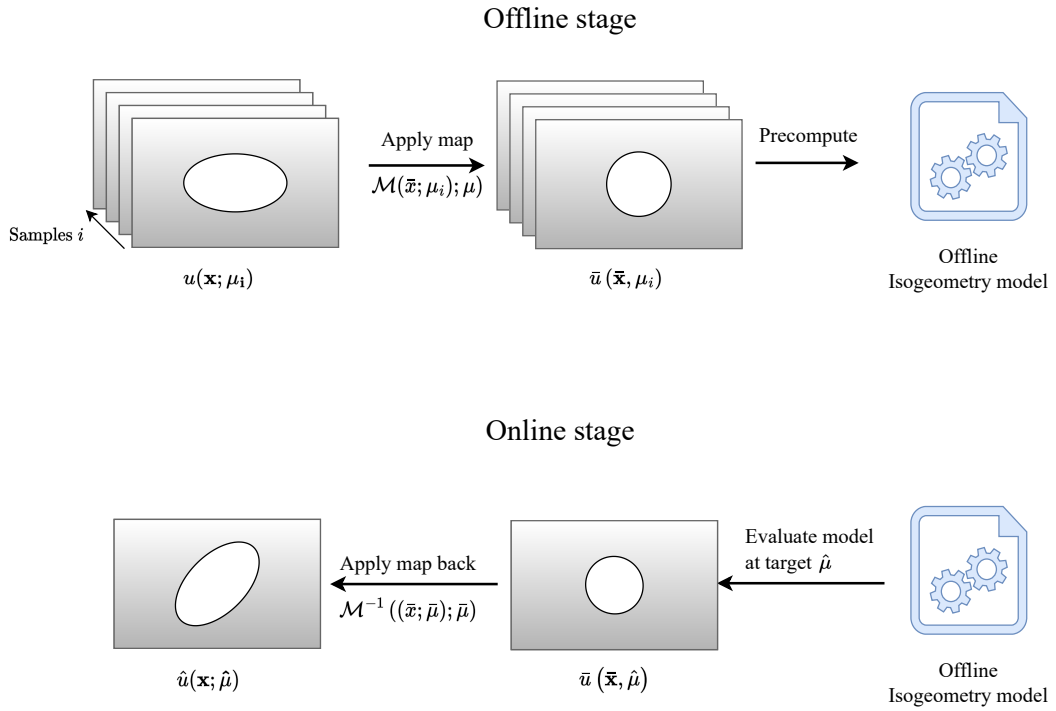 Offline stage
Apply map
Precompute
𝓜(x̄; μᵢ); μ)
Samples i
u(𝐱; μ𝐢)
ū (𝐱̄, μᵢ)
Offline
Isogeometry model
Online stage
Evaluate model
at target μ̂
Apply map back
𝓜⁻¹ ((x̄; μ̄); μ̄)
û(𝐱; μ̂)
ū (𝐱̄, μ̂)
Offline
Isogeometry model